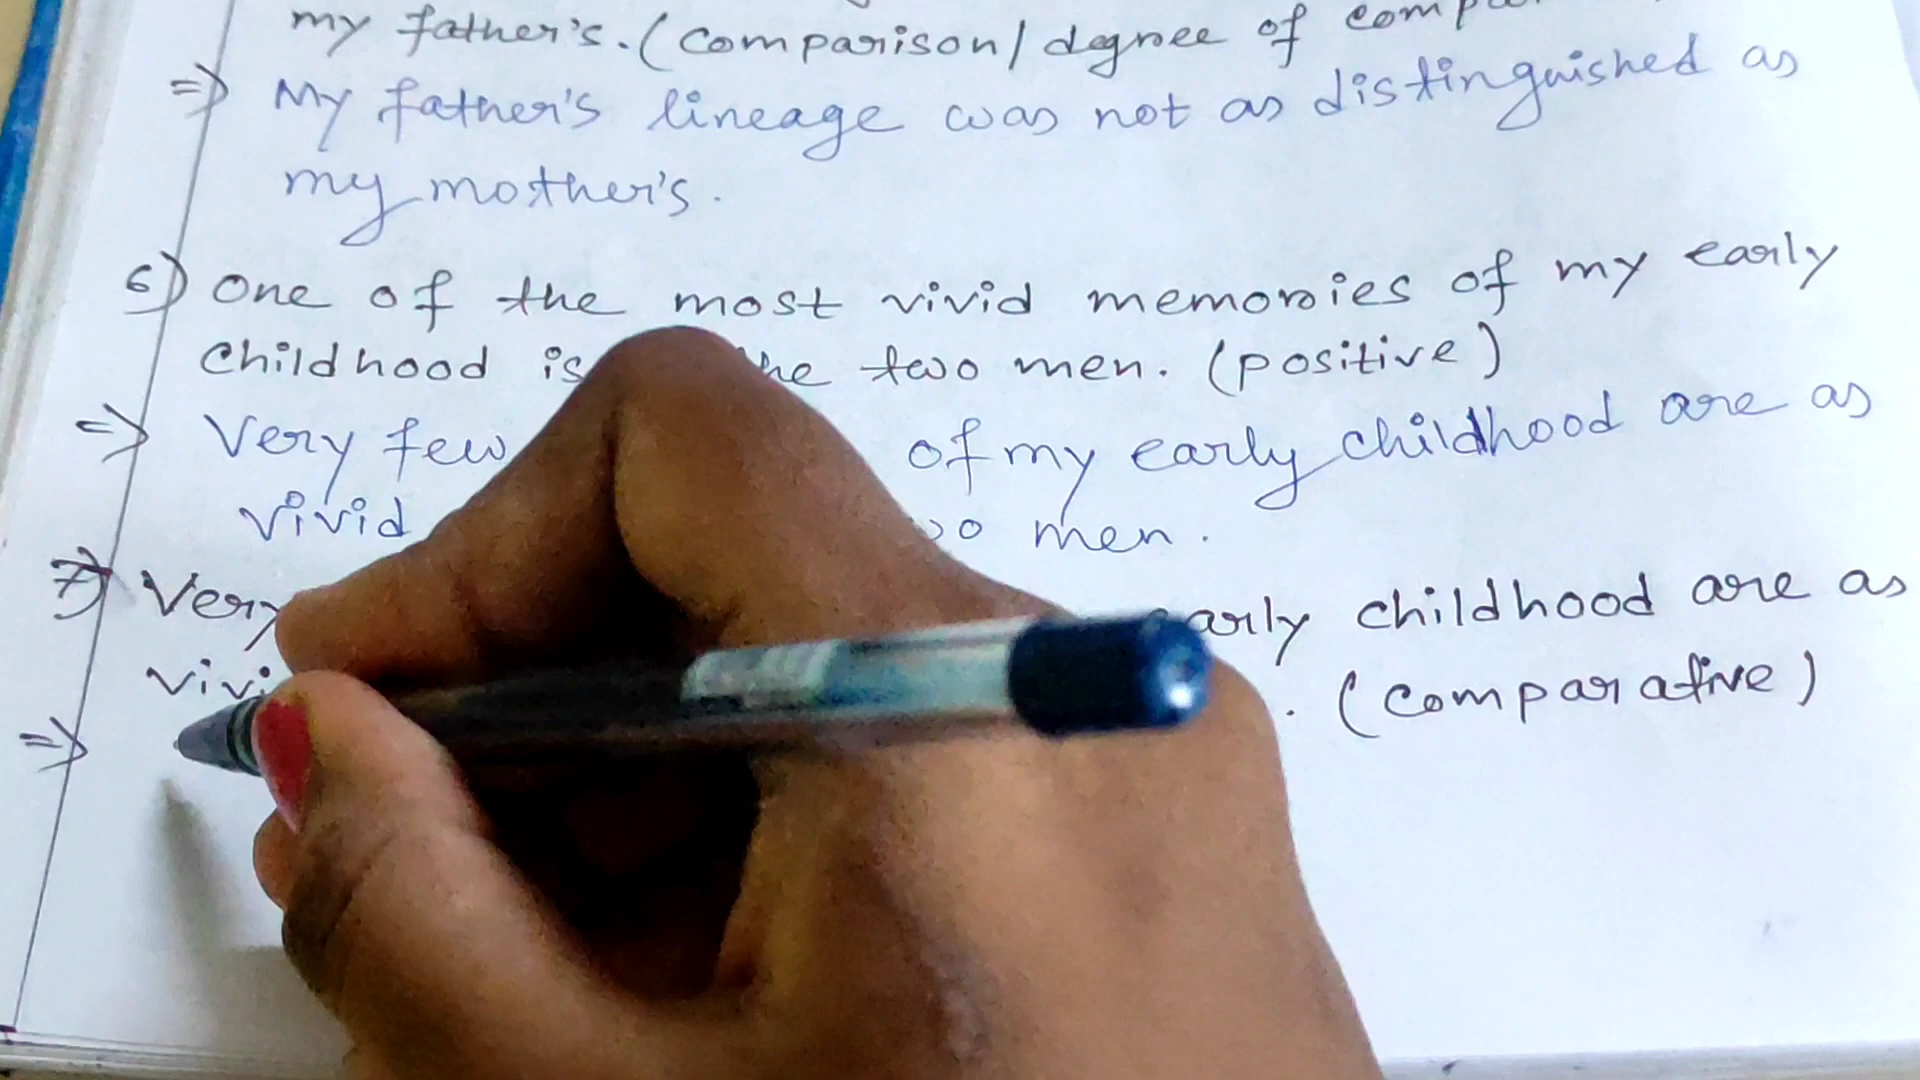 my father's. (comparison/degree of
=> My father's lineage was not as distinguished as
my mother's.
6) One of the most vivid memories of my early
childhood is the two men. (positive)
=> Very few of my early childhood are as
vivid men.
7) Very childhood are as
(comparative)
=>